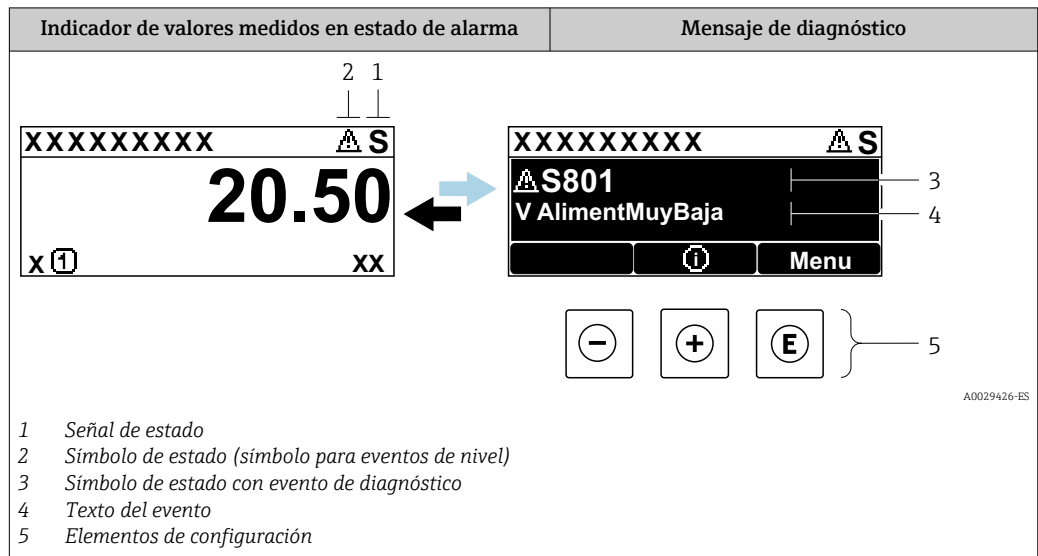 Indicador de valores medidos en estado de alarma
Mensaje de diagnóstico
2 1
XXXXXXXXX ⚠ S
20.50
X 1 XX
XXXXXXXXX ⚠ S
⚠S801
V AlimentMuyBaja
i Menu
3
4
- + E
5
A0029426-ES
1 Señal de estado
2 Símbolo de estado (símbolo para eventos de nivel)
3 Símbolo de estado con evento de diagnóstico
4 Texto del evento
5 Elementos de configuración